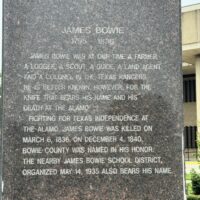 JAMES BOWIE
1795 1836
JAMES BOWIE WAS AT ONE TIME A FARMER,
A LOGGER, A SCOUT, A GUIDE, A LAND AGENT
AND A COLONEL IN THE TEXAS RANGERS.
HE IS BETTER KNOWN, HOWEVER, FOR THE
KNIFE THAT BEARS HIS NAME AND HIS
DEATH AT THE ALAMO.
FIGHTING FOR TEXAS INDEPENDENCE AT
THE ALAMO, JAMES BOWIE WAS KILLED ON
MARCH 6, 1836. ON DECEMBER 4, 1840,
BOWIE COUNTY WAS NAMED IN HIS HONOR.
THE NEARBY JAMES BOWIE SCHOOL DISTRICT,
ORGANIZED MAY 14, 1935 ALSO BEARS HIS NAME.